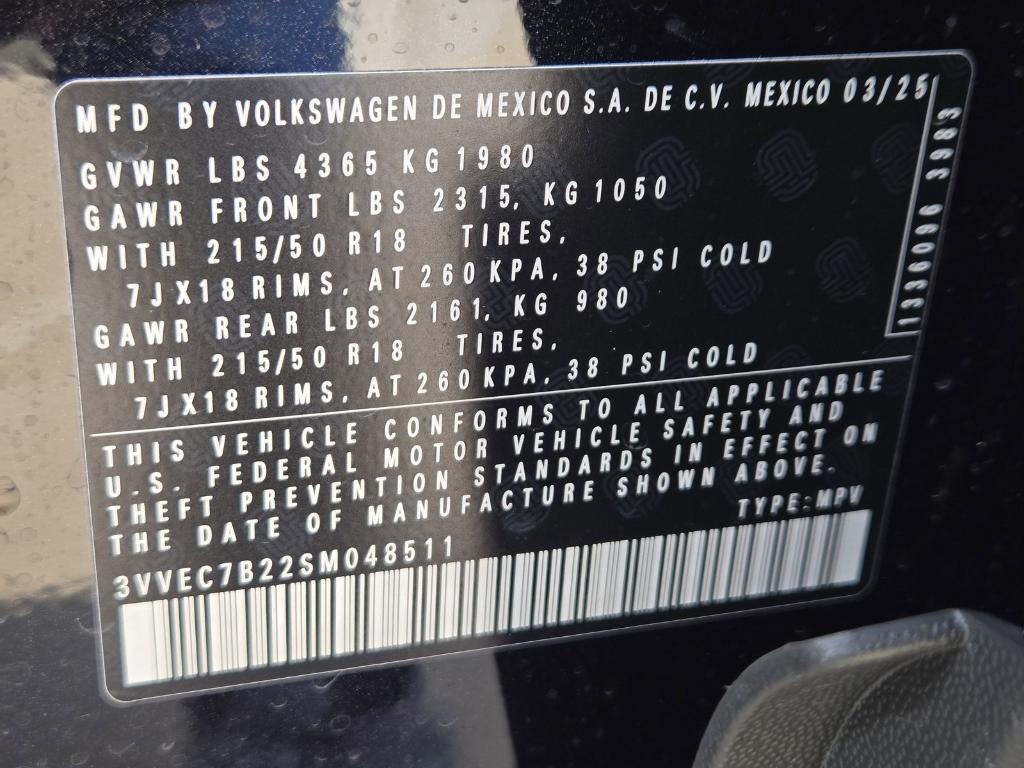 MFD BY VOLKSWAGEN DE MEXICO S.A. DE C.V. MEXICO 03/25
GVWR LBS 4365 KG 1980
GAWR FRONT LBS 2315, KG 1050
WITH 215/50 R18 TIRES,
7JX18 RIMS, AT 260 KPA, 38 PSI COLD
GAWR REAR LBS 2161, KG 980
WITH 215/50 R18 TIRES,
7JX18 RIMS, AT 260 KPA, 38 PSI COLD
1336096 3983
THIS VEHICLE CONFORMS TO ALL APPLICABLE
U.S. FEDERAL MOTOR VEHICLE SAFETY AND
THEFT PREVENTION STANDARDS IN EFFECT ON
THE DATE OF MANUFACTURE SHOWN ABOVE.
TYPE:MPV
3VVEC7B22SM048511